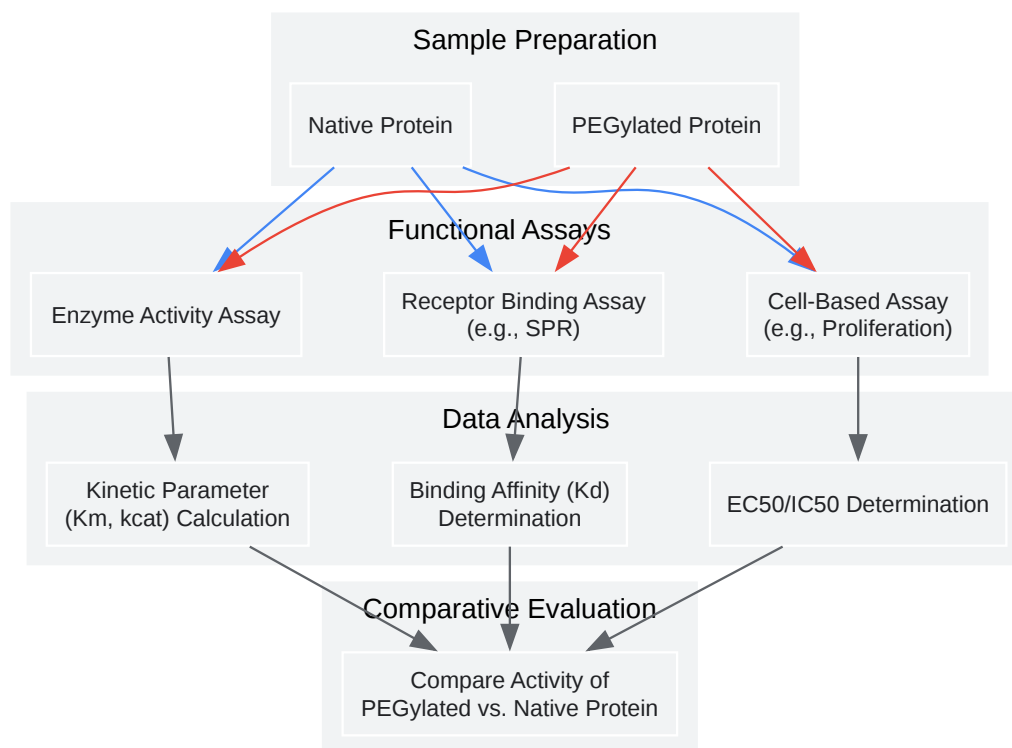 Sample Preparation
Native Protein
PEGylated Protein
Functional Assays
Enzyme Activity Assay
Receptor Binding Assay
(e.g., SPR)
Cell-Based Assay
(e.g., Proliferation)
Data Analysis
Kinetic Parameter
(Km, kcat) Calculation
Binding Affinity (Kd)
Determination
EC50/IC50 Determination
Comparative Evaluation
Compare Activity of
PEGylated vs. Native Protein